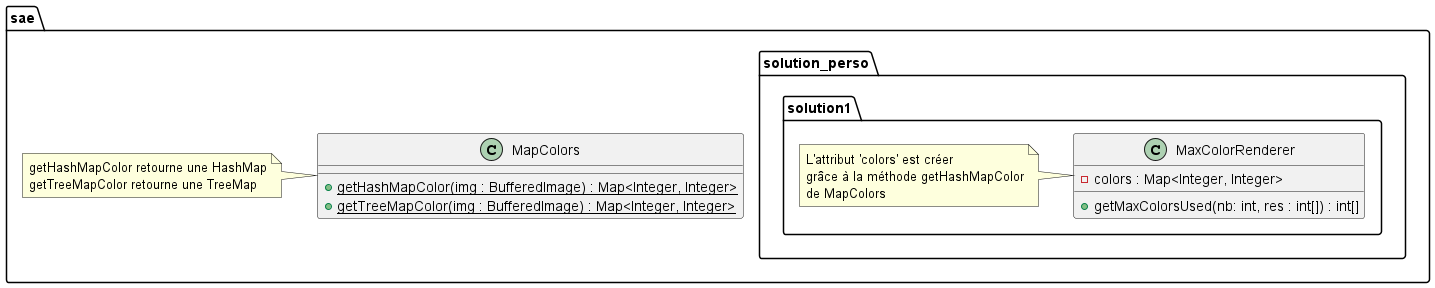 sae
solution_perso
solution1
getHashMapColor retourne une HashMap
getTreeMapColor retourne une TreeMap
C MapColors
getHashMapColor(img : BufferedImage) : Map<Integer, Integer>
getTreeMapColor(img : BufferedImage) : Map<Integer, Integer>
L'attribut 'colors' est créer
grâce à la méthode getHashMapColor
de MapColors
C MaxColorRenderer
colors : Map<Integer, Integer>
getMaxColorsUsed(nb: int, res : int[]) : int[]